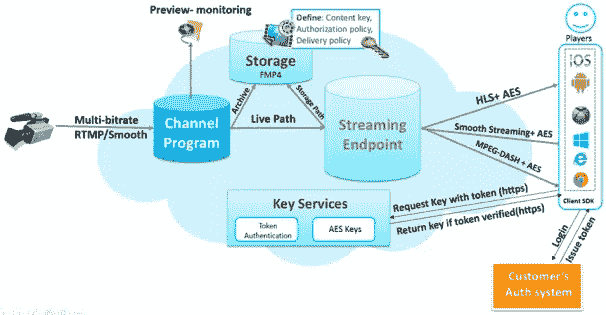 Preview- monitoring
Define: Content key,
Authorization policy,
Delivery policy
Players
Storage
FMP4
iOS
Multi-bitrate
RTMP/Smooth
Channel
Program
Archive
Storage Path
Live Path
Streaming
Endpoint
HLS+ AES
Smooth Streaming+ AES
MPEG-DASH + AES
Client SDK
Key Services
Token
Authentication
AES Keys
Request Key with token (https)
Return key if token verified(https)
Login
Issue token
Customer's
Auth system